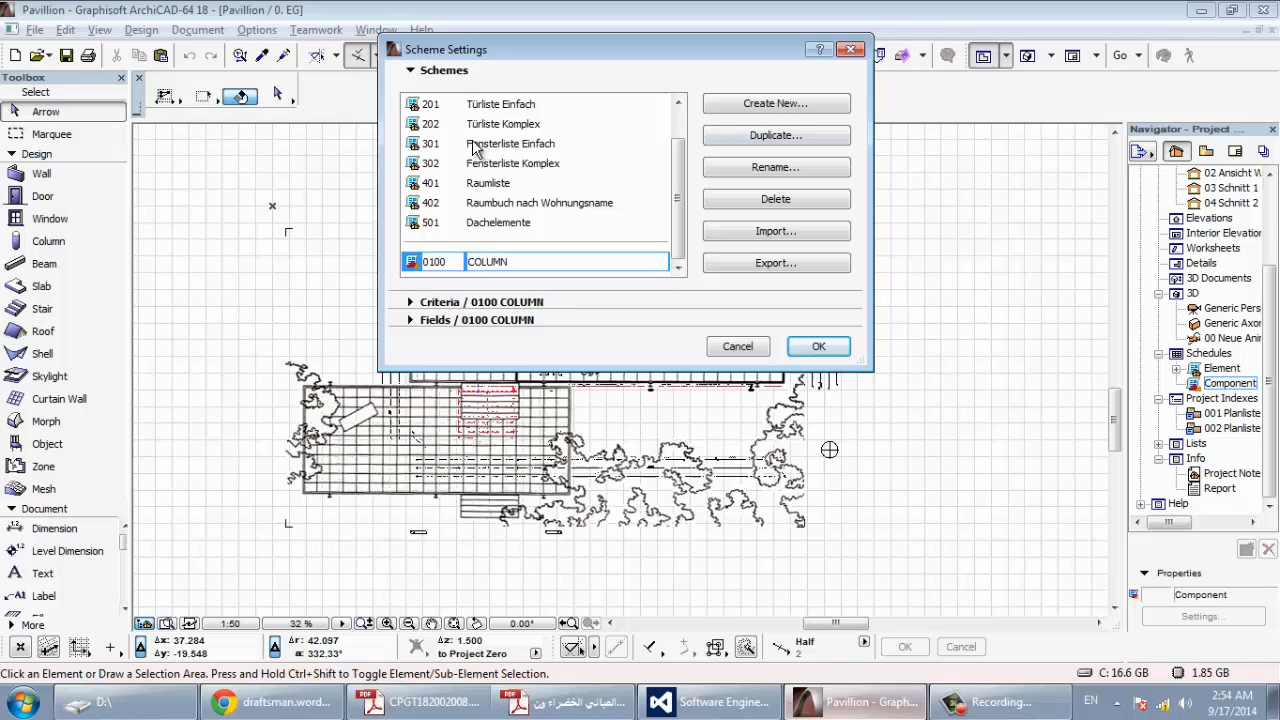 Pavillion - Graphisoft ArchiCAD-64 18 - [Pavillion / 0. EG]
File Edit View Design Document Options Teamwork Window Help
Toolbox
Select
Arrow
Marquee
Design
Wall
Door
Window
Column
Beam
Slab
Stair
Roof
Shell
Skylight
Curtain Wall
Morph
Object
Zone
Mesh
Document
Dimension
Level Dimension
Text
Label
More
Scheme Settings
Schemes
201 Türliste Einfach
202 Türliste Komplex
301 Fensterliste Einfach
302 Fensterliste Komplex
401 Raumliste
402 Raumbuch nach Wohnungsname
501 Dachelemente
0100 COLUMN
Create New...
Duplicate...
Rename...
Delete
Import...
Export...
Criteria / 0100 COLUMN
Fields / 0100 COLUMN
Cancel
OK
Go
Navigator - Project
02 Ansicht W
03 Schnitt 1
04 Schnitt 2
Elevations
Interior Elevation
Worksheets
Details
3D Documents
3D
Generic Pers
Generic Axon
00 Neue Anir
Schedules
Element
Component
Project Indexes
001 Planliste
002 Planliste
Lists
Info
Project Note
Report
Help
Properties
Component
Settings...
32 %
1:50
0.00°
Δx: 37.284
Δy: -19.548
Δr: 42.097
a: 332.33°
Δz: 1.500
to Project Zero
Half
2
OK
Cancel
Click an Element or Draw a Selection Area. Press and Hold Ctrl+Shift to Toggle Element/Sub-Element Selection.
C: 16.6 GB
1.85 GB
D:\
draftsman.word...
CPGT182002008...
المباني الخضراء ون...
Software Engine...
Pavillion - Graph...
Recording...
EN
2:54 AM
9/17/2014